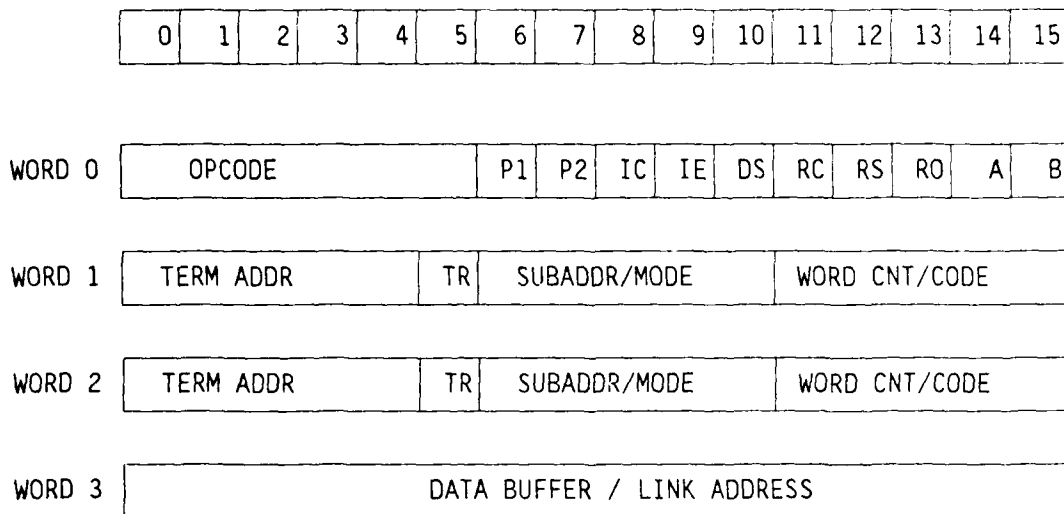 0 1 2 3 4 5 6 7 8 9 10 11 12 13 14 15
WORD 0 OPCODE P1 P2 IC IE DS RC RS RO A B
WORD 1 TERM ADDR TR SUBADDR/MODE WORD CNT/CODE
WORD 2 TERM ADDR TR SUBADDR/MODE WORD CNT/CODE
WORD 3 DATA BUFFER / LINK ADDRESS